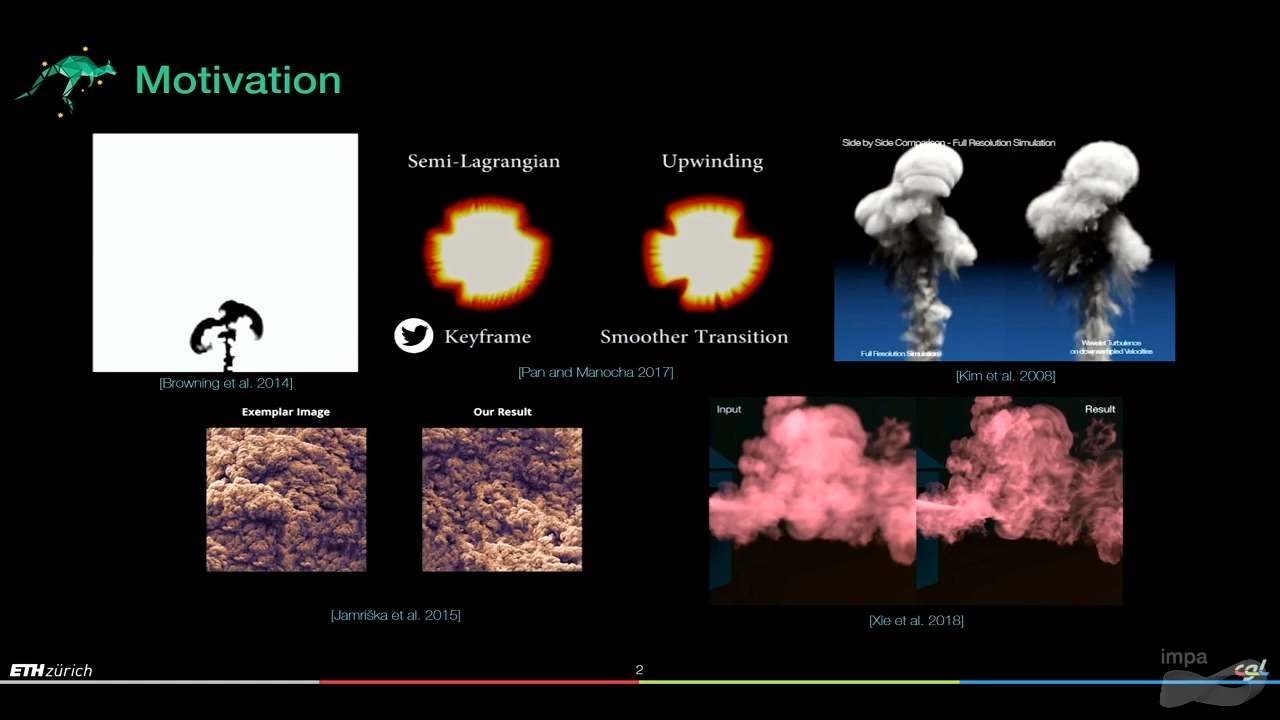 Motivation
Semi-Lagrangian
Upwinding
Keyframe
Smoother Transition
Side by Side Comparison - Full Resolution Simulation
Full Resolution Simulation
Wavelet Turbulence
on downsampled Velocities
[Browning et al. 2014]
[Pan and Manocha 2017]
[Kim et al. 2008]
Exemplar Image
Our Result
Input
Result
[Jamriška et al. 2015]
[Xie et al. 2018]
ETH zürich
2
impa
cgl